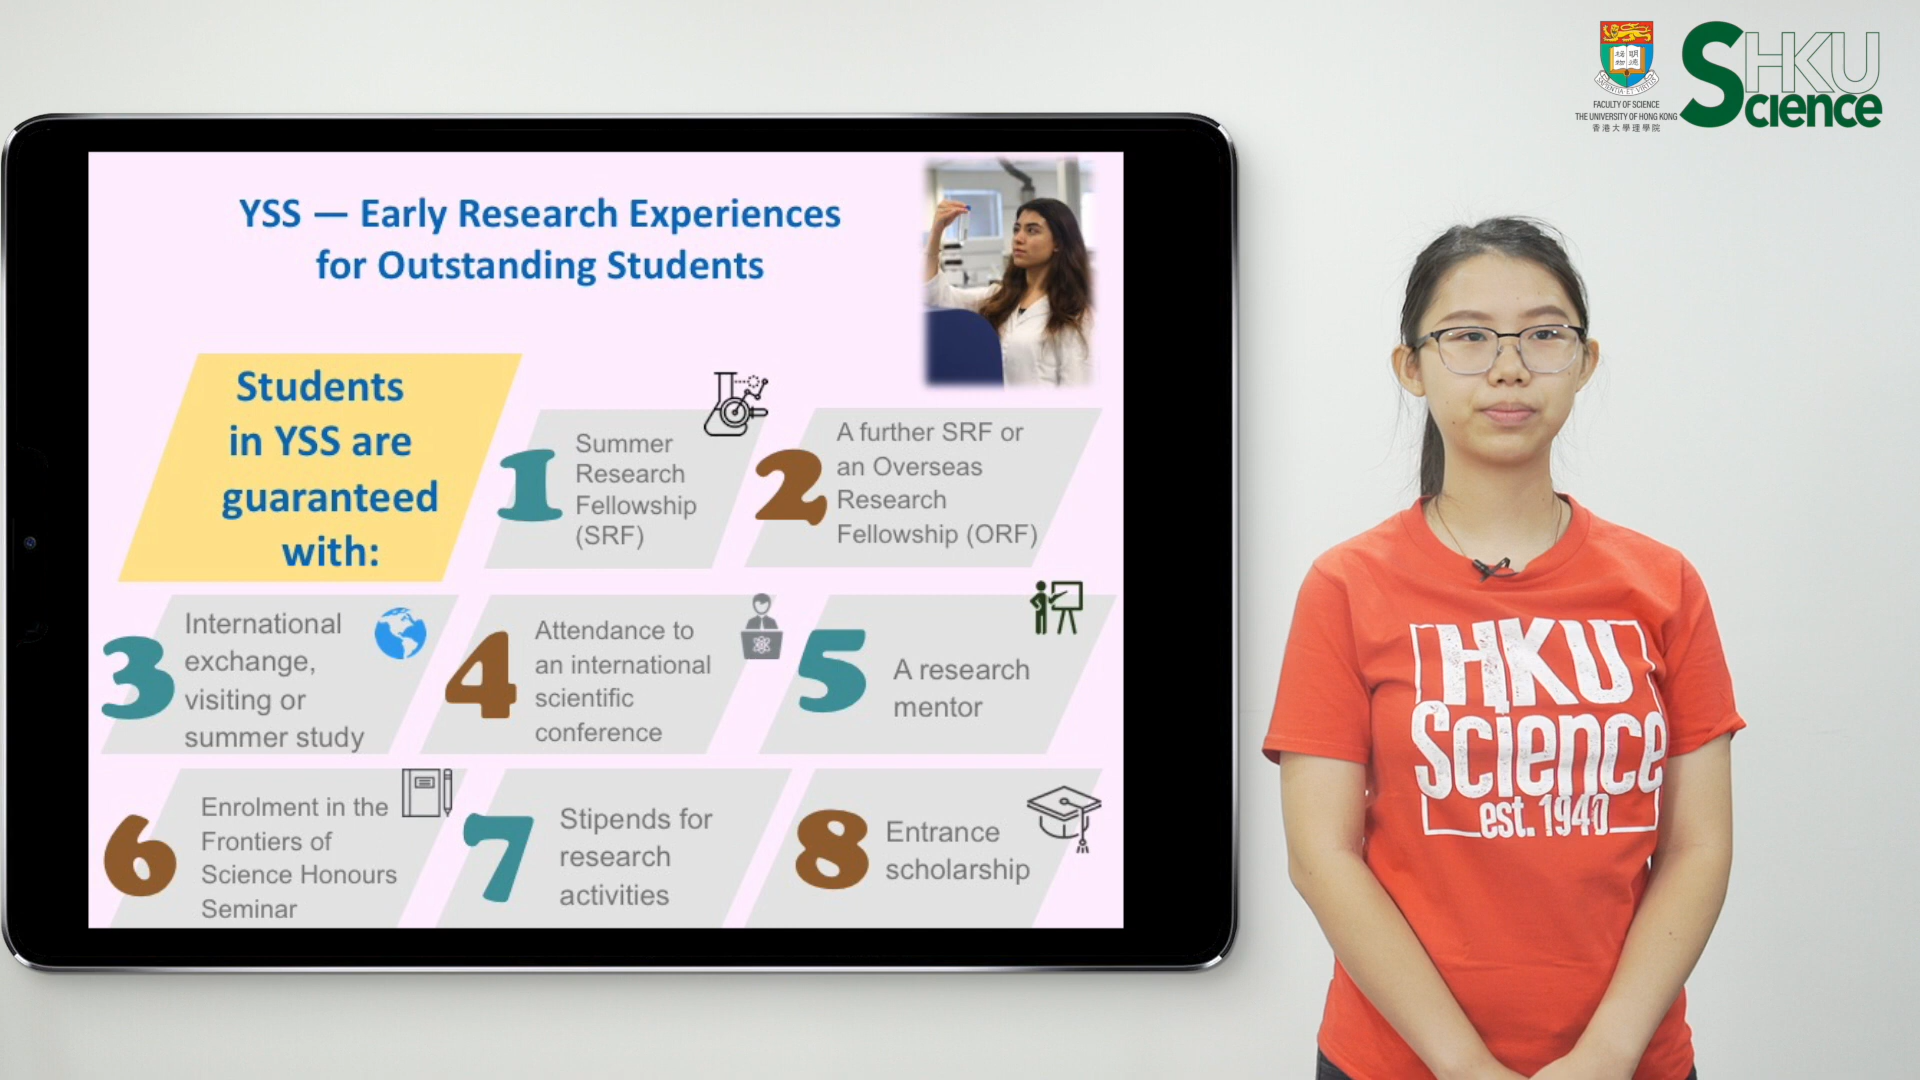 FACULTY OF SCIENCE
THE UNIVERSITY OF HONG KONG
香港大學理學院
SHKU
Science
YSS — Early Research Experiences
for Outstanding Students
Students
in YSS are
guaranteed
with:
1
Summer
Research
Fellowship
(SRF)
2
A further SRF or
an Overseas
Research
Fellowship (ORF)
3
International
exchange,
visiting or
summer study
4
Attendance to
an international
scientific
conference
5
A research
mentor
6
Enrolment in the
Frontiers of
Science Honours
Seminar
7
Stipends for
research
activities
8
Entrance
scholarship
HKU
Science
est. 1940